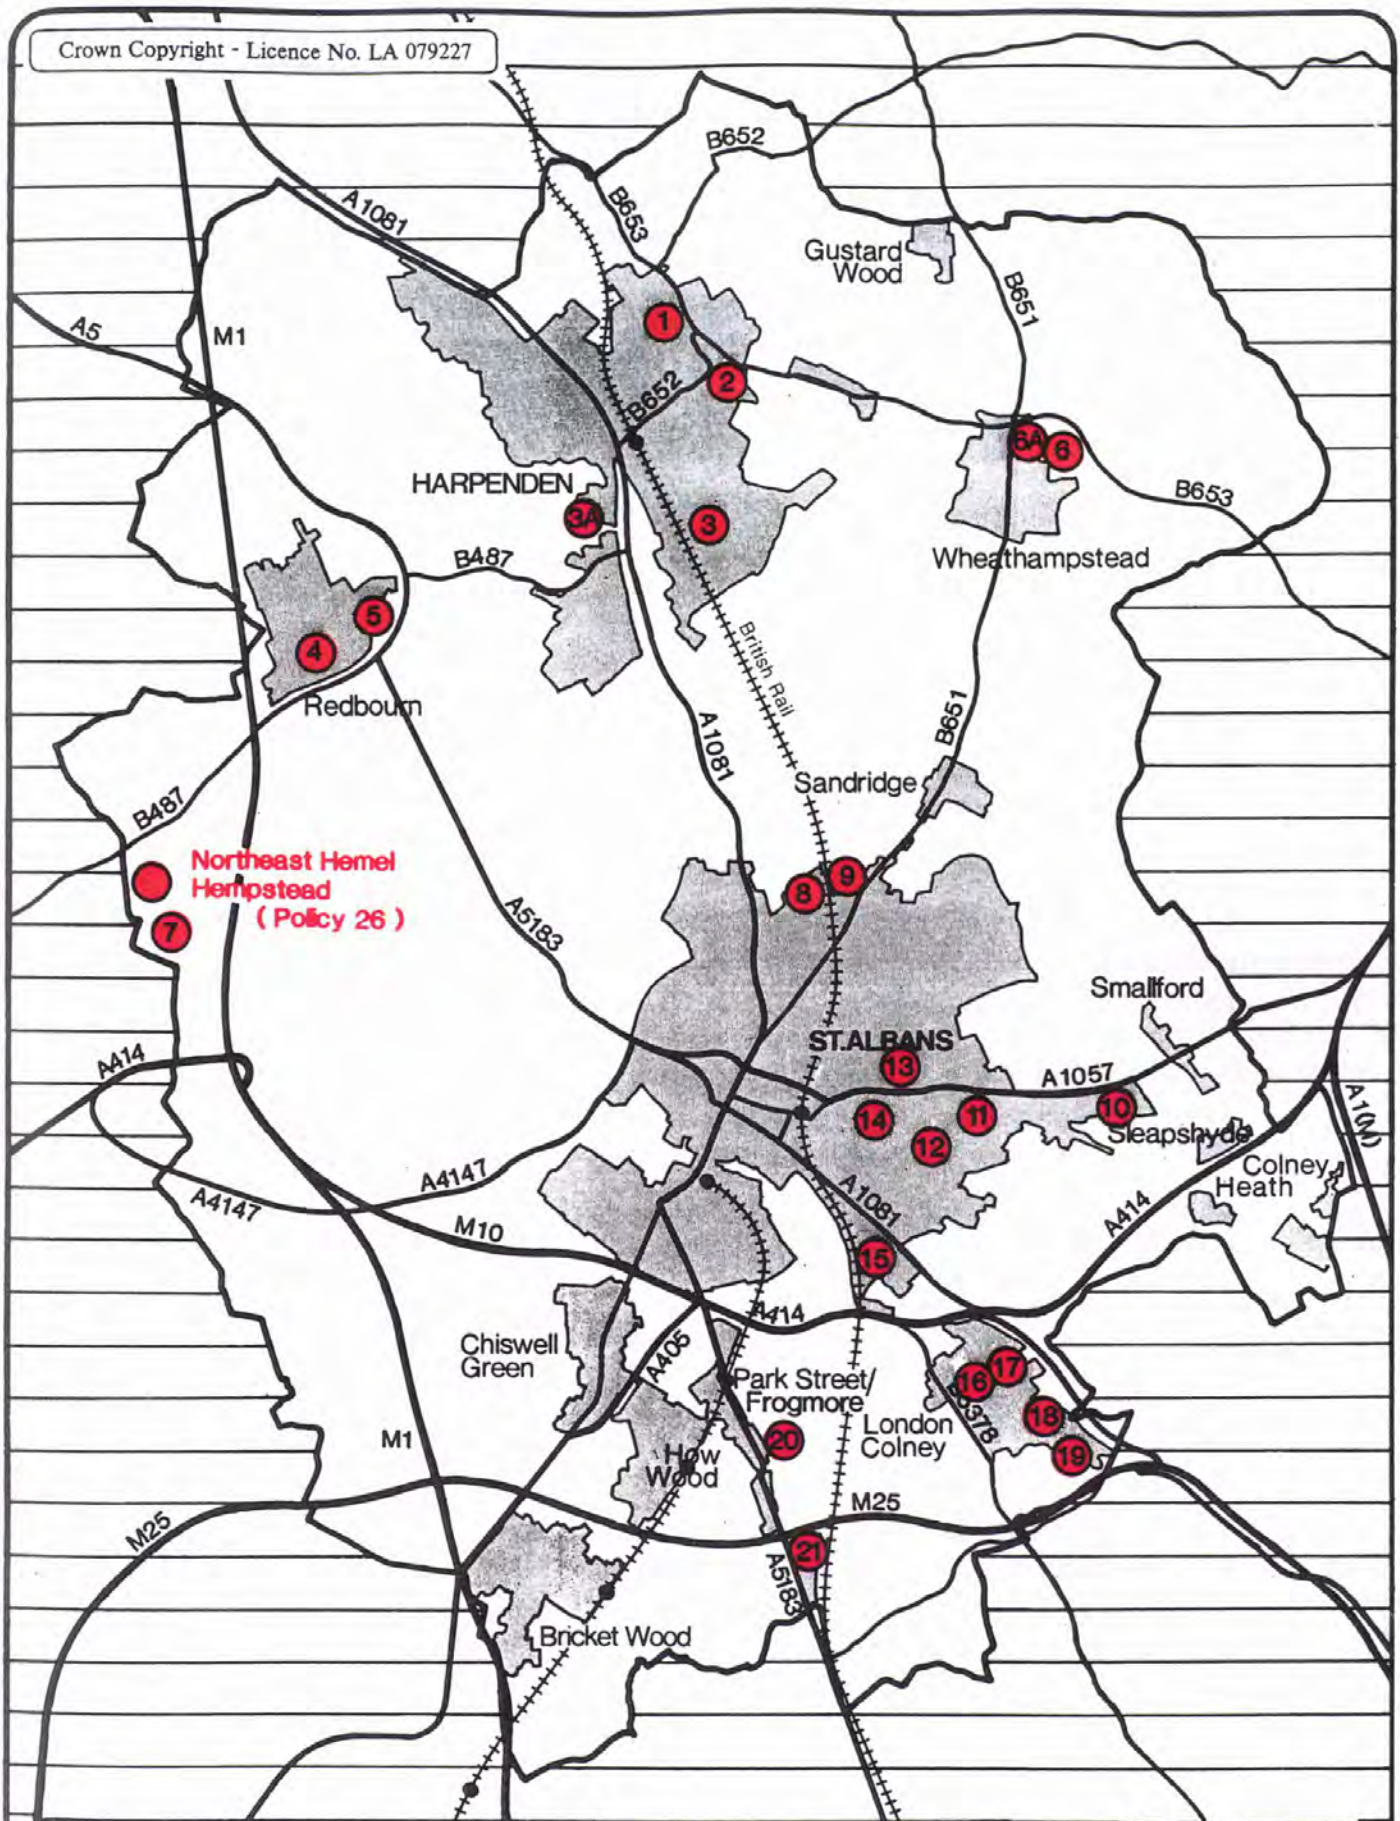 Crown Copyright - Licence No. LA 079227
B652
A1081
B653
Gustard
Wood
B651
A5
M1
1
2
B652
6A
6
HARPENDEN
B653
3A
3
B487
Wheathampstead
5
4
British Rail
Redbourn
A1081
B651
Sandridge
B487
Northeast Hemel
Hempstead
( Policy 26 )
8
9
7
A5183
Smallford
ST.ALBANS
13
A414
A1057
A1(M)
10
14
11
12
Sleapshyde
Colney
Heath
A4147
A4147
A1081
A414
M10
15
A414
Chiswell
Green
A405
Park Street/
Frogmore
16
17
B5378
18
London
Colney
M1
20
19
How
Wood
M25
M25
21
A5183
Bricket Wood